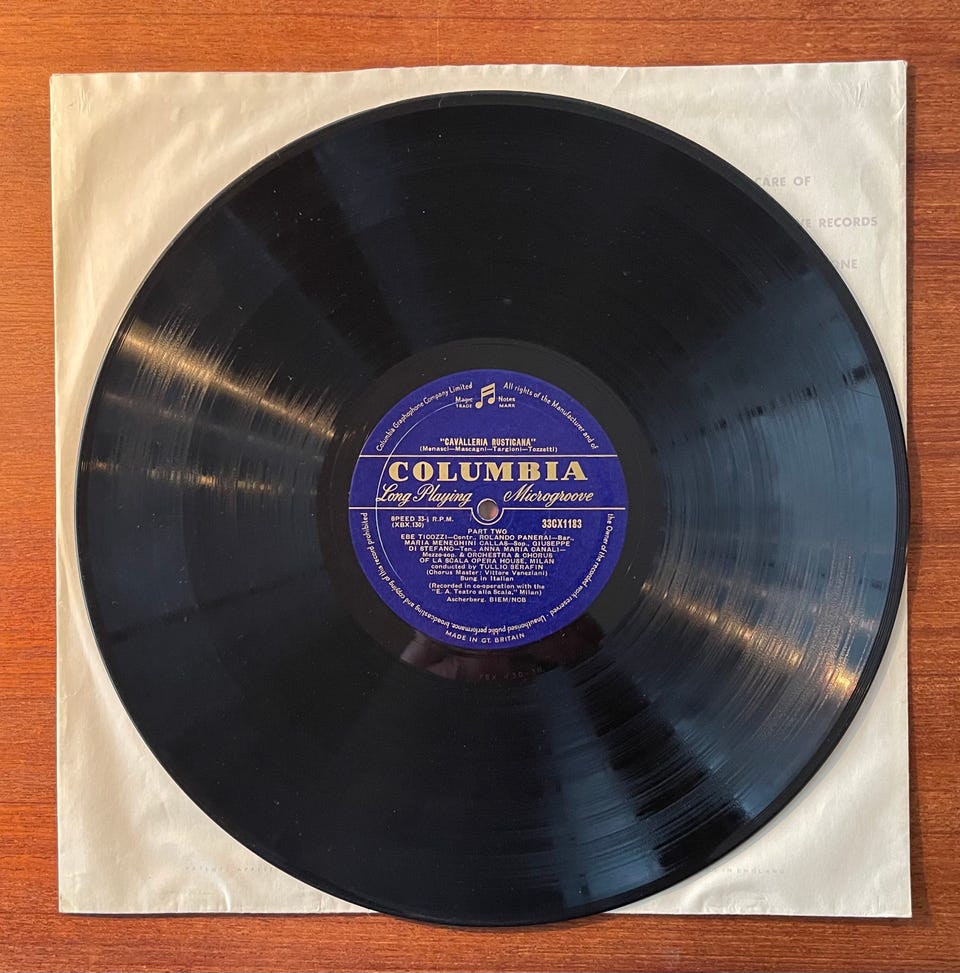 CARE OF
RECORDS
Columbia Graphophone Company Limited
All rights of the Manufacturer and of
the Owner of the recorded work reserved · Unauthorised public performance, broadcasting and copying of this record prohibited
Magic Notes
TRADE MARK
"CAVALLERIA RUSTICANA"
(Menasci—Mascagni—Targioni—Tozzetti)
COLUMBIA
Long Playing Microgroove
SPEED 33⅓ R.P.M.
(XBX.130)
33CX1183
PART TWO
EBE TICOZZI—Contr., ROLANDO PANERAI—Bar.,
MARIA MENEGHINI CALLAS—Sop., GIUSEPPE
DI STEFANO—Ten., ANNA MARIA CANALI—
Mezzo-sop. & ORCHESTRA & CHORUS
OF LA SCALA OPERA HOUSE, MILAN
conducted by TULLIO SERAFIN
(Chorus Master: Vittore Veneziani)
Sung in Italian
(Recorded in co-operation with the
"E. A. Teatro alla Scala," Milan)
Ascherberg. BIEM/NCB
MADE IN GT. BRITAIN
IN ENGLAND